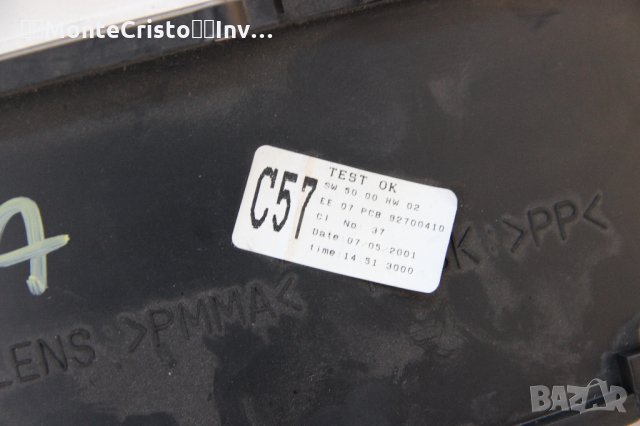 MonteCristo Inv...
C57
TEST OK
SW 50 00 HW 02
EE 07 PCB 92700410
CI No: 37
Date 07/05/2001
time:14.51 3000
A
LENS >PMMA<
K >PP<
BAZAR